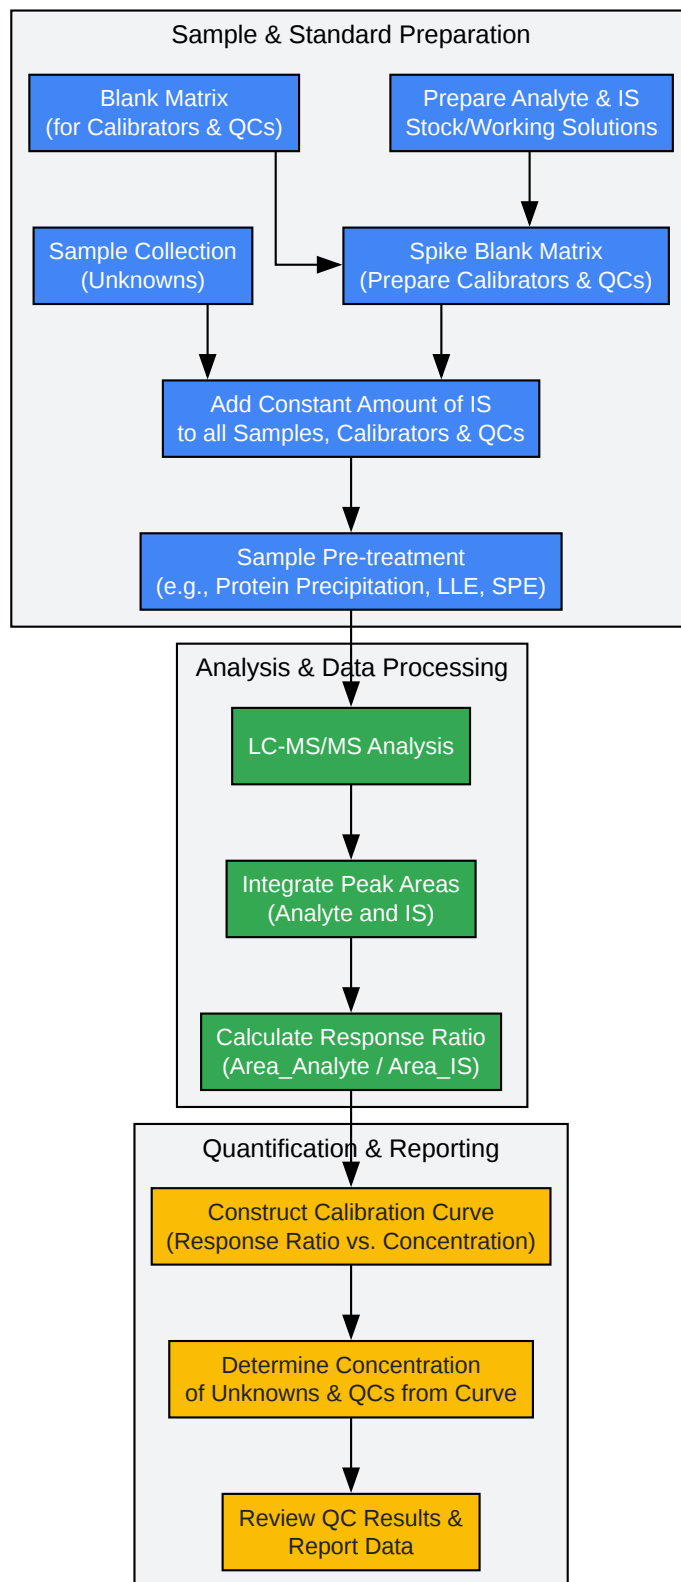 Sample & Standard Preparation
Blank Matrix
(for Calibrators & QCs)
Prepare Analyte & IS
Stock/Working Solutions
Sample Collection
(Unknowns)
Spike Blank Matrix
(Prepare Calibrators & QCs)
Add Constant Amount of IS
to all Samples, Calibrators & QCs
Sample Pre-treatment
(e.g., Protein Precipitation, LLE, SPE)
Analysis & Data Processing
LC-MS/MS Analysis
Integrate Peak Areas
(Analyte and IS)
Calculate Response Ratio
(Area_Analyte / Area_IS)
Quantification & Reporting
Construct Calibration Curve
(Response Ratio vs. Concentration)
Determine Concentration
of Unknowns & QCs from Curve
Review QC Results &
Report Data